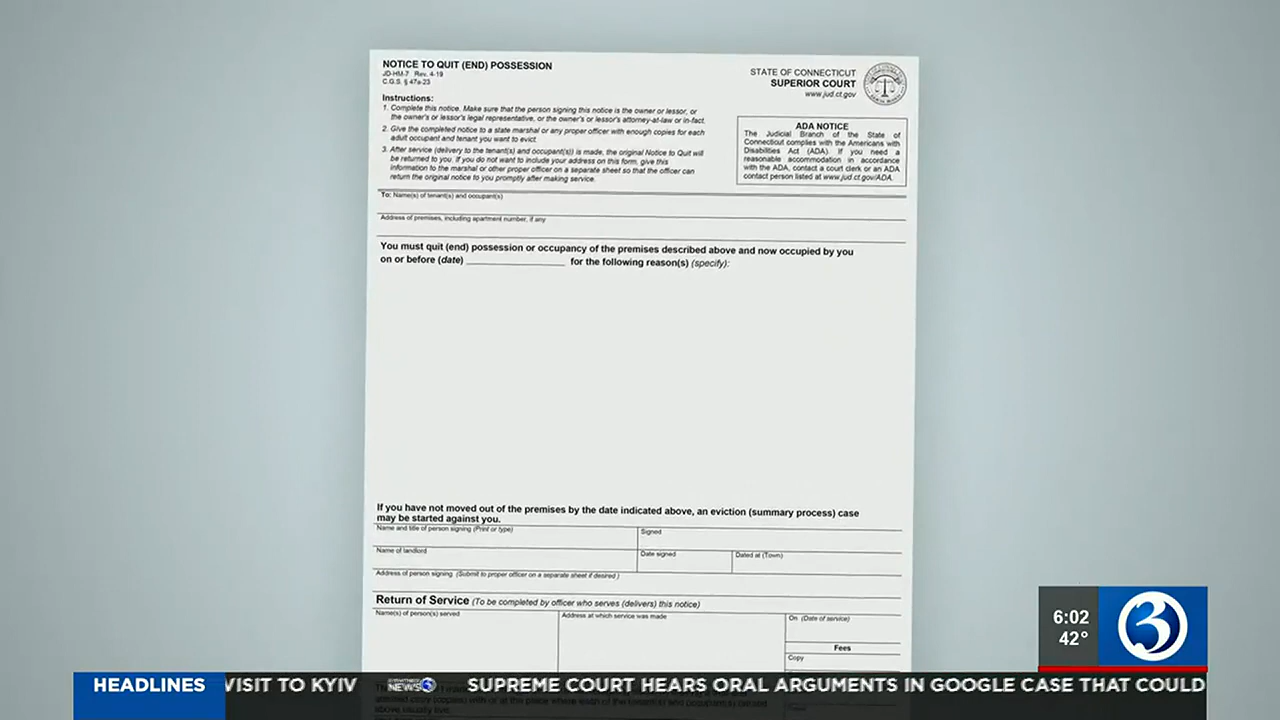 NOTICE TO QUIT (END) POSSESSION
JD-HM-7 Rev. 4-19
C.G.S. § 47a-23
STATE OF CONNECTICUT
SUPERIOR COURT
www.jud.ct.gov
Instructions:
1. Complete this notice. Make sure that the person signing this notice is the owner or lessor, or
the owner's or lessor's legal representative, or the owner's or lessor's attorney-at-law or in-fact.
2. Give the completed notice to a state marshal or any proper officer with enough copies for each
adult occupant and tenant you want to evict.
3. After service (delivery to the tenant(s) and occupant(s)) is made, the original Notice to Quit will
be returned to you. If you do not want to include your address on this form, give this
information to the marshal or other proper officer on a separate sheet so that the officer can
return the original notice to you promptly after making service.
ADA NOTICE
The Judicial Branch of the State of
Connecticut complies with the Americans with
Disabilities Act (ADA). If you need a
reasonable accommodation in accordance
with the ADA, contact a court clerk or an ADA
contact person listed at www.jud.ct.gov/ADA.
To: Name(s) of tenant(s) and occupant(s)
Address of premises, including apartment number, if any
You must quit (end) possession or occupancy of the premises described above and now occupied by you
on or before (date) ____________ for the following reason(s) (specify):
If you have not moved out of the premises by the date indicated above, an eviction (summary process) case
may be started against you.
Name and title of person signing (Print or type)
Signed
Name of landlord
Date signed
Dated at (Town)
Address of person signing (Submit to proper officer on a separate sheet if desired)
Return of Service (To be completed by officer who serves (delivers) this notice)
Name(s) of person(s) served
Address at which service was made
On (Date of service)
Fees
Copy
6:02
42°
3
HEADLINES
VISIT TO KYIV EYEWITNESS NEWS 3 SUPREME COURT HEARS ORAL ARGUMENTS IN GOOGLE CASE THAT COULD